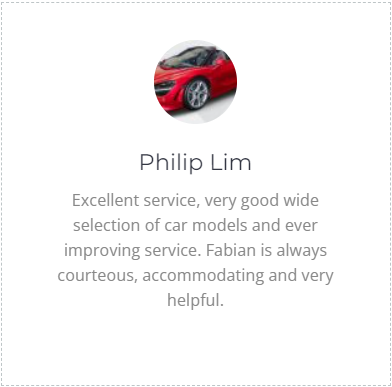 Philip Lim
Excellent service, very good wide
selection of car models and ever
improving service. Fabian is always
courteous, accommodating and very
helpful.